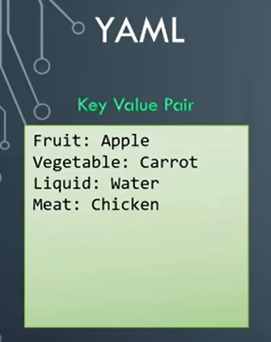 YAML
Key Value Pair
Fruit: Apple
Vegetable: Carrot
Liquid: Water
Meat: Chicken